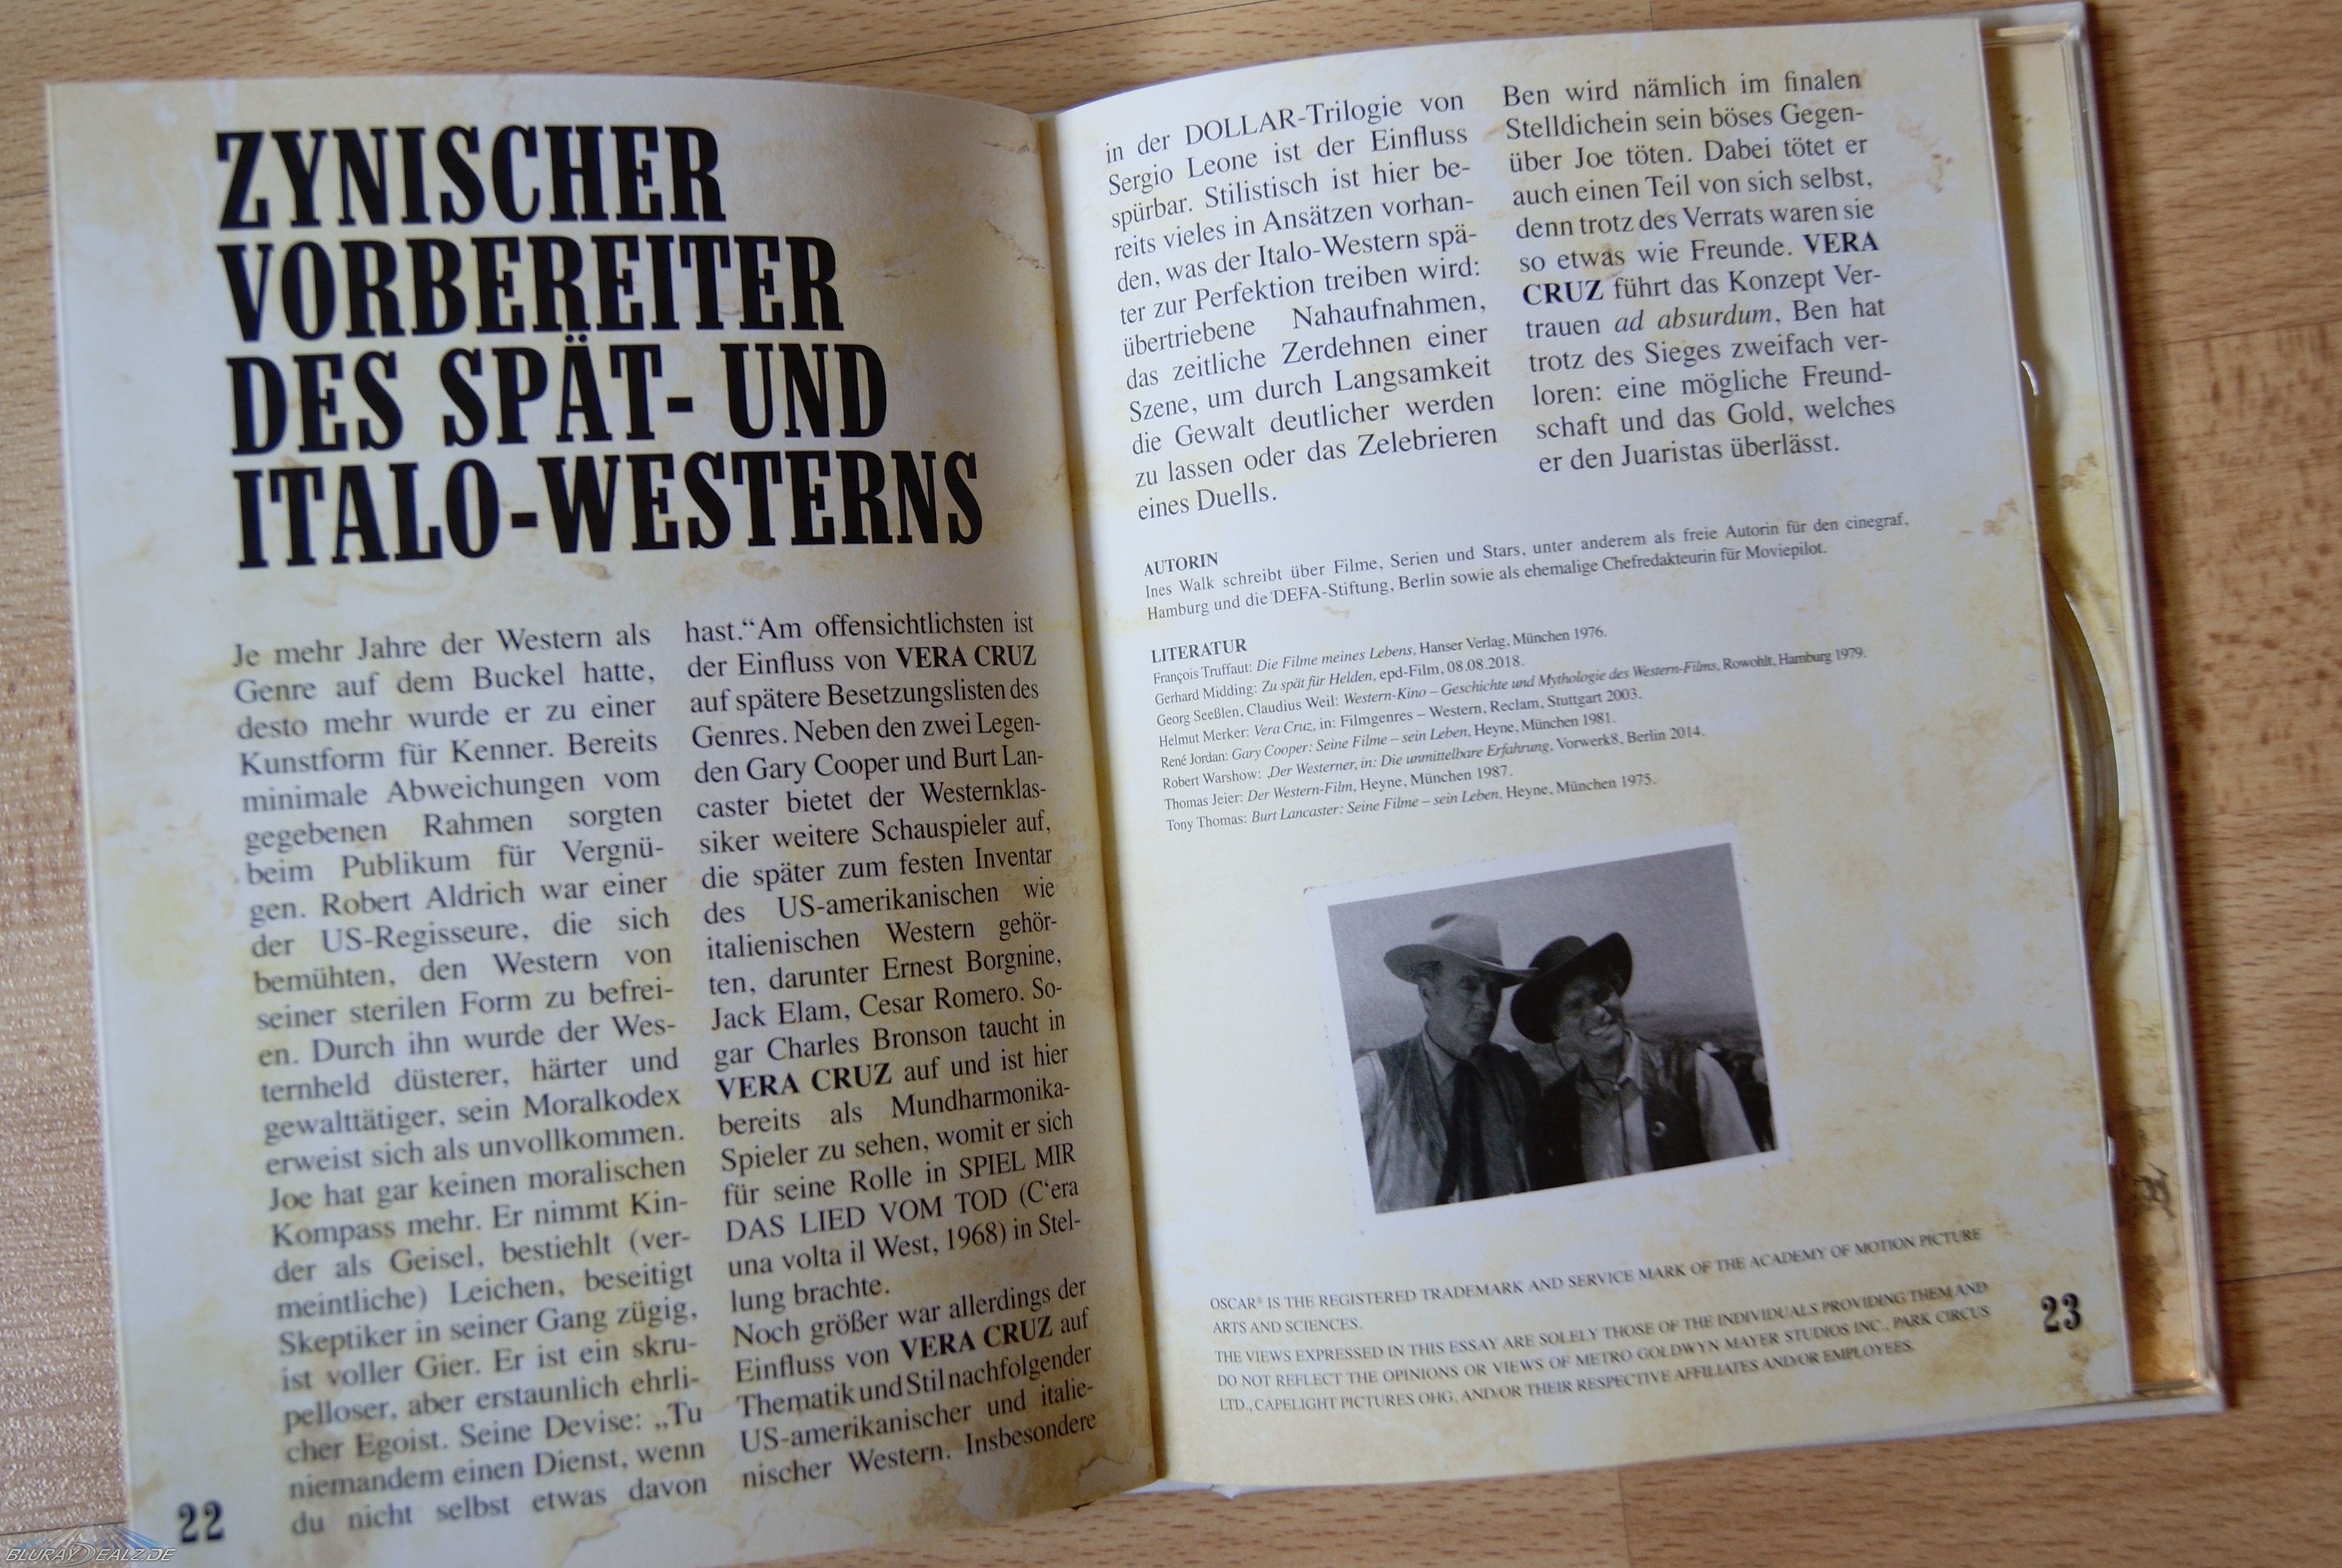 ZYNISCHER
VORBEREITER
DES SPÄT- UND
ITALO-WESTERNS
Je mehr Jahre der Western als
Genre auf dem Buckel hatte,
desto mehr wurde er zu einer
Kunstform für Kenner. Bereits
minimale Abweichungen vom
gegebenen Rahmen sorgten
beim Publikum für Vergnü-
gen. Robert Aldrich war einer
der US-Regisseure, die sich
bemühten, den Western von
seiner sterilen Form zu befrei-
en. Durch ihn wurde der Wes-
ternheld düsterer, härter und
gewalttätiger, sein Moralkodex
erweist sich als unvollkommen.
Joe hat gar keinen moralischen
Kompass mehr. Er nimmt Kin-
der als Geisel, bestiehlt (ver-
meintliche) Leichen, beseitigt
Skeptiker in seiner Gang zügig,
ist voller Gier. Er ist ein skru-
pelloser, aber erstaunlich ehrli-
cher Egoist. Seine Devise: „Tu
niemandem einen Dienst, wenn
du nicht selbst etwas davon
22
hast.“Am offensichtlichsten ist
der Einfluss von VERA CRUZ
auf spätere Besetzungslisten des
Genres. Neben den zwei Legen-
den Gary Cooper und Burt Lan-
caster bietet der Westernklas-
siker weitere Schauspieler auf,
die später zum festen Inventar
des US-amerikanischen wie
italienischen Western gehör-
ten, darunter Ernest Borgnine,
Jack Elam, Cesar Romero. So-
gar Charles Bronson taucht in
VERA CRUZ auf und ist hier
bereits als Mundharmonika-
Spieler zu sehen, womit er sich
für seine Rolle in SPIEL MIR
DAS LIED VOM TOD (C‘era
una volta il West, 1968) in Stel-
lung brachte.
Noch größer war allerdings der
Einfluss von VERA CRUZ auf
Thematik und Stil nachfolgender
US-amerikanischer und italie-
nischer Western. Insbesondere
in der DOLLAR-Trilogie von
Sergio Leone ist der Einfluss
spürbar. Stilistisch ist hier be-
reits vieles in Ansätzen vorhan-
den, was der Italo-Western spä-
ter zur Perfektion treiben wird:
übertriebene Nahaufnahmen,
das zeitliche Zerdehnen einer
Szene, um durch Langsamkeit
die Gewalt deutlicher werden
zu lassen oder das Zelebrieren
eines Duells.
Ben wird nämlich im finalen
Stelldichein sein böses Gegen-
über Joe töten. Dabei tötet er
auch einen Teil von sich selbst,
denn trotz des Verrats waren sie
so etwas wie Freunde. VERA
CRUZ führt das Konzept Ver-
trauen ad absurdum, Ben hat
trotz des Sieges zweifach ver-
loren: eine mögliche Freund-
schaft und das Gold, welches
er den Juaristas überlässt.
AUTORIN
Ines Walk schreibt über Filme, Serien und Stars, unter anderem als freie Autorin für den cinegraf,
Hamburg und die DEFA-Stiftung, Berlin sowie als ehemalige Chefredakteurin für Moviepilot.
LITERATUR
François Truffaut: Die Filme meines Lebens, Hanser Verlag, München 1976.
Gerhard Midding: Zu spät für Helden, epd-Film, 08.08.2018.
Georg Seeßlen, Claudius Weil: Western-Kino – Geschichte und Mythologie des Western-Films, Rowohlt, Hamburg 1979.
Helmut Merker: Vera Cruz, in: Filmgenres – Western, Reclam, Stuttgart 2003.
René Jordan: Gary Cooper: Seine Filme – sein Leben, Heyne, München 1981.
Robert Warshow: ‚Der Westerner, in: Die unmittelbare Erfahrung, Vorwerk8, Berlin 2014.
Thomas Jeier: Der Western-Film, Heyne, München 1987.
Tony Thomas: Burt Lancaster: Seine Filme – sein Leben, Heyne, München 1975.
OSCAR® IS THE REGISTERED TRADEMARK AND SERVICE MARK OF THE ACADEMY OF MOTION PICTURE
ARTS AND SCIENCES.
THE VIEWS EXPRESSED IN THIS ESSAY ARE SOLELY THOSE OF THE INDIVIDUALS PROVIDING THEM AND
DO NOT REFLECT THE OPINIONS OR VIEWS OF METRO GOLDWYN MAYER STUDIOS INC., PARK CIRCUS
LTD., CAPELIGHT PICTURES OHG, AND/OR THEIR RESPECTIVE AFFILIATES AND/OR EMPLOYEES.
23
BLURAYDEALZ.DE